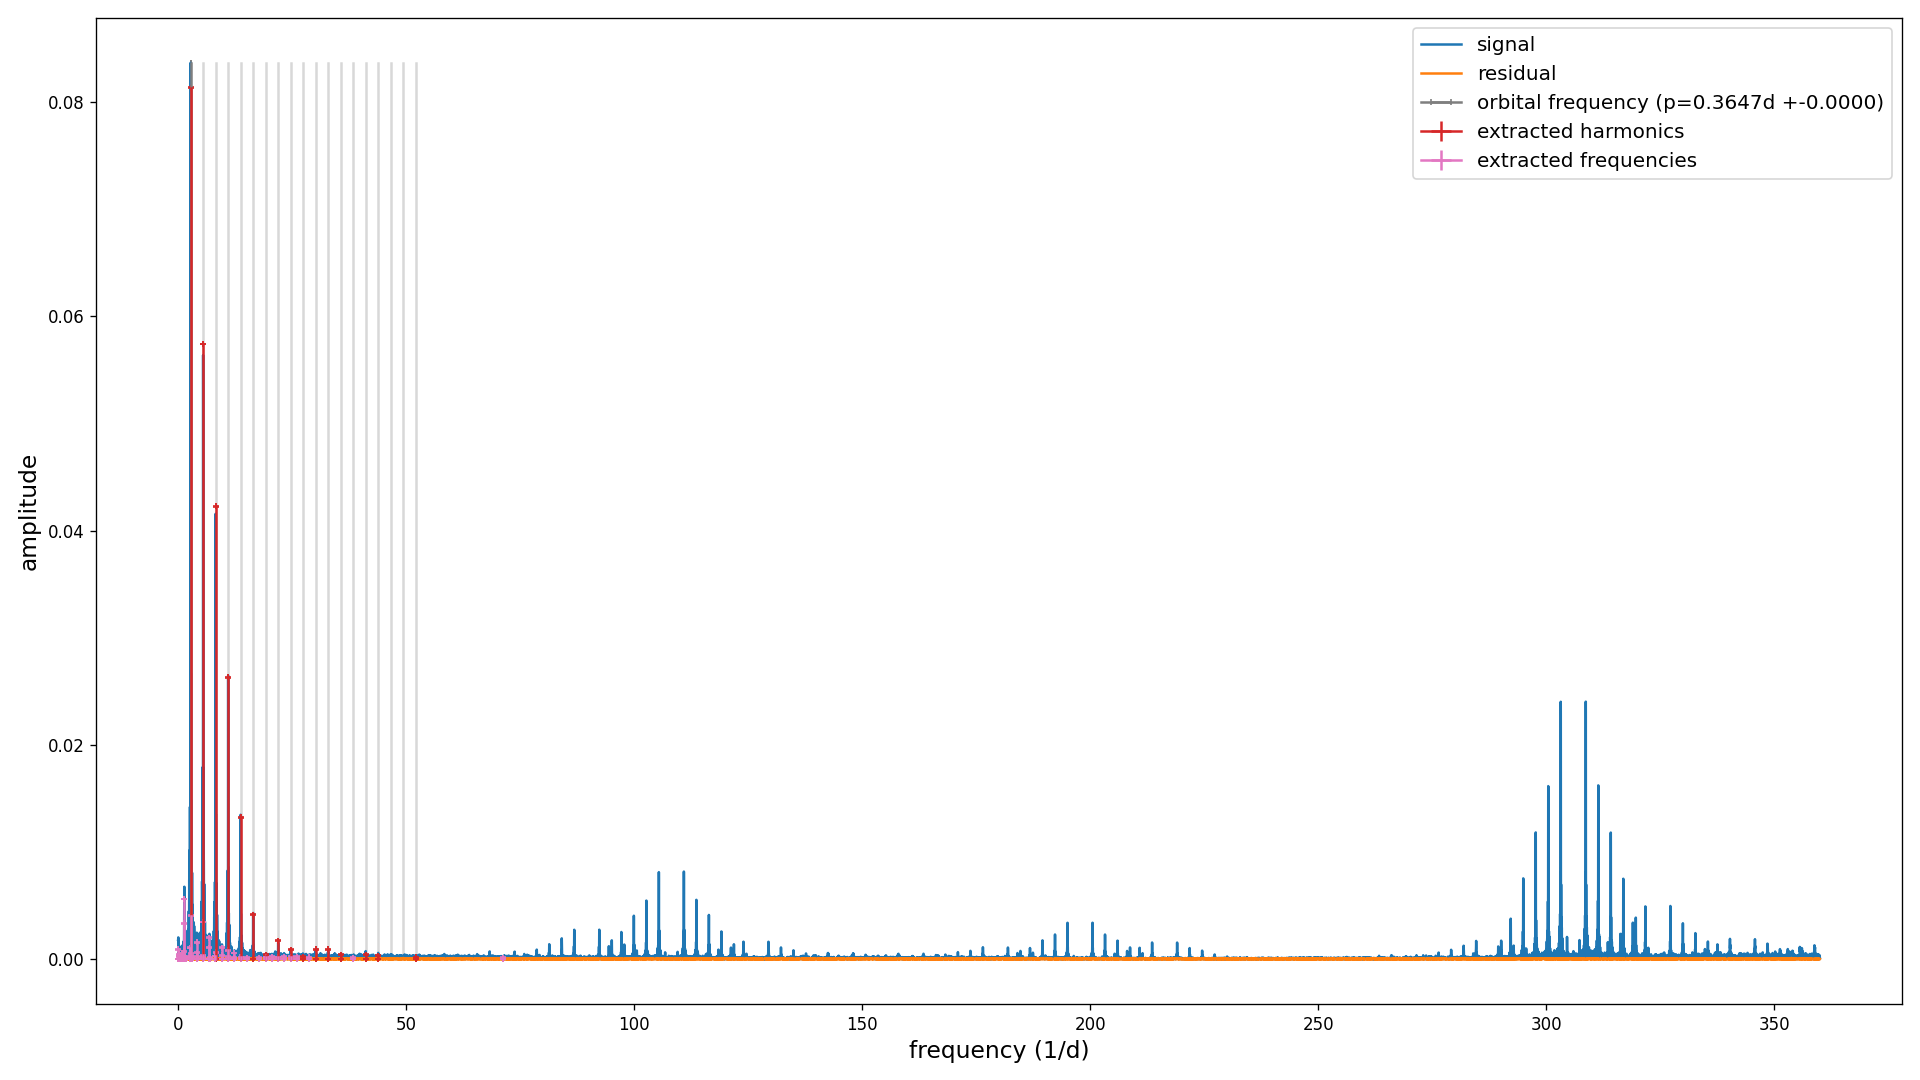 signal
residual
orbital frequency (p=0.3647d +-0.0000)
extracted harmonics
extracted frequencies
0.08
0.06
0.04
0.02
0.00
amplitude
0 50 100 150 200 250 300 350
frequency (1/d)